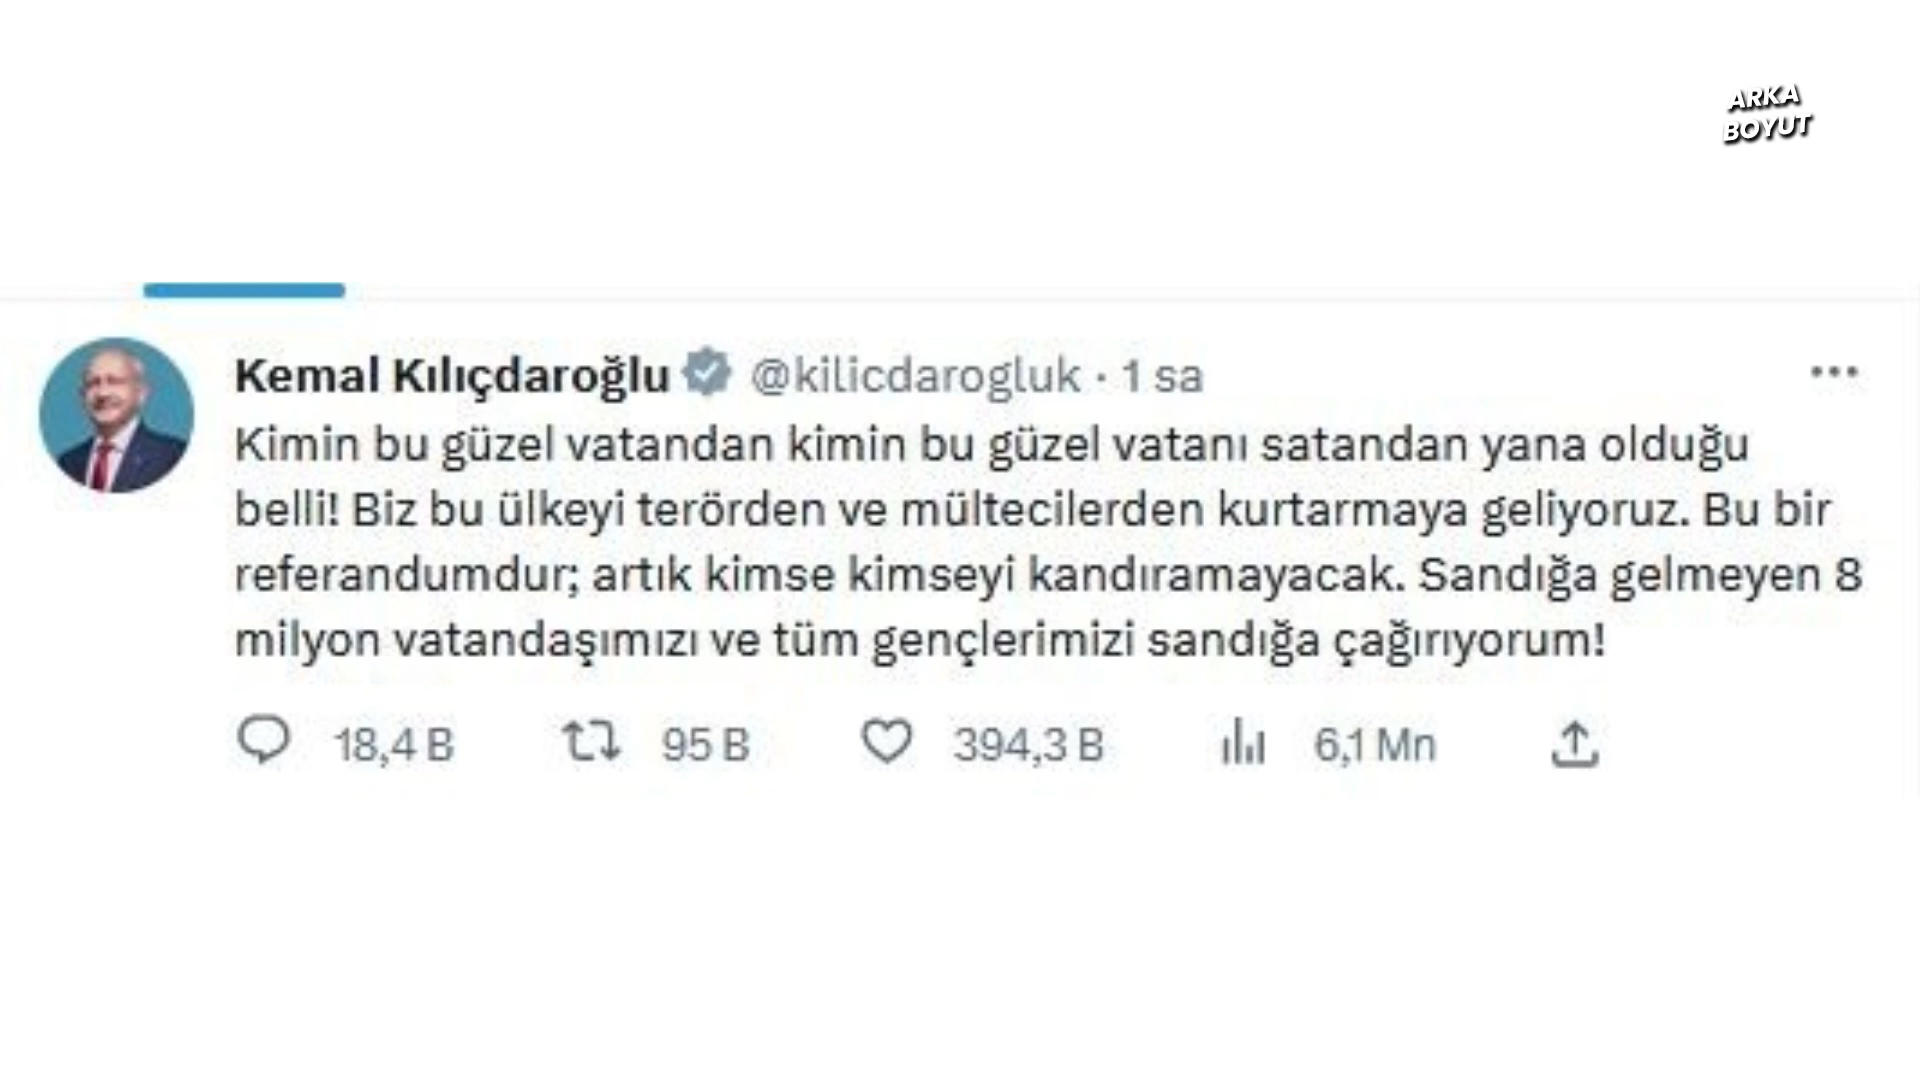 ARKA
BOYUT
Kemal Kılıçdaroğlu @kilicdarogluk · 1 sa
Kimin bu güzel vatandan kimin bu güzel vatanı satandan yana olduğu
belli! Biz bu ülkeyi terörden ve mültecilerden kurtarmaya geliyoruz. Bu bir
referandumdur; artık kimse kimseyi kandıramayacak. Sandığa gelmeyen 8
milyon vatandaşımızı ve tüm gençlerimizi sandığa çağırıyorum!
18,4 B 95 B 394,3 B 6,1 Mn